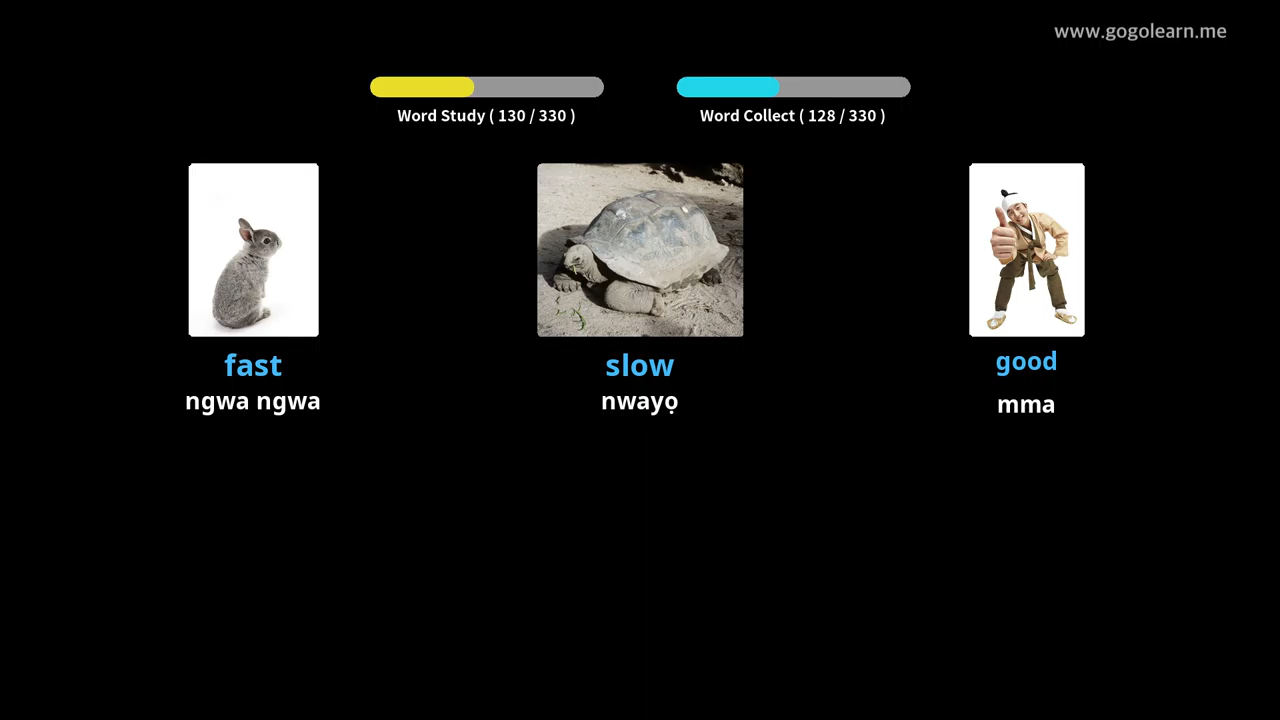 www.gogolearn.me
Word Study ( 130 / 330 )
Word Collect ( 128 / 330 )
fast
ngwa ngwa
slow
nwayọ
good
mma